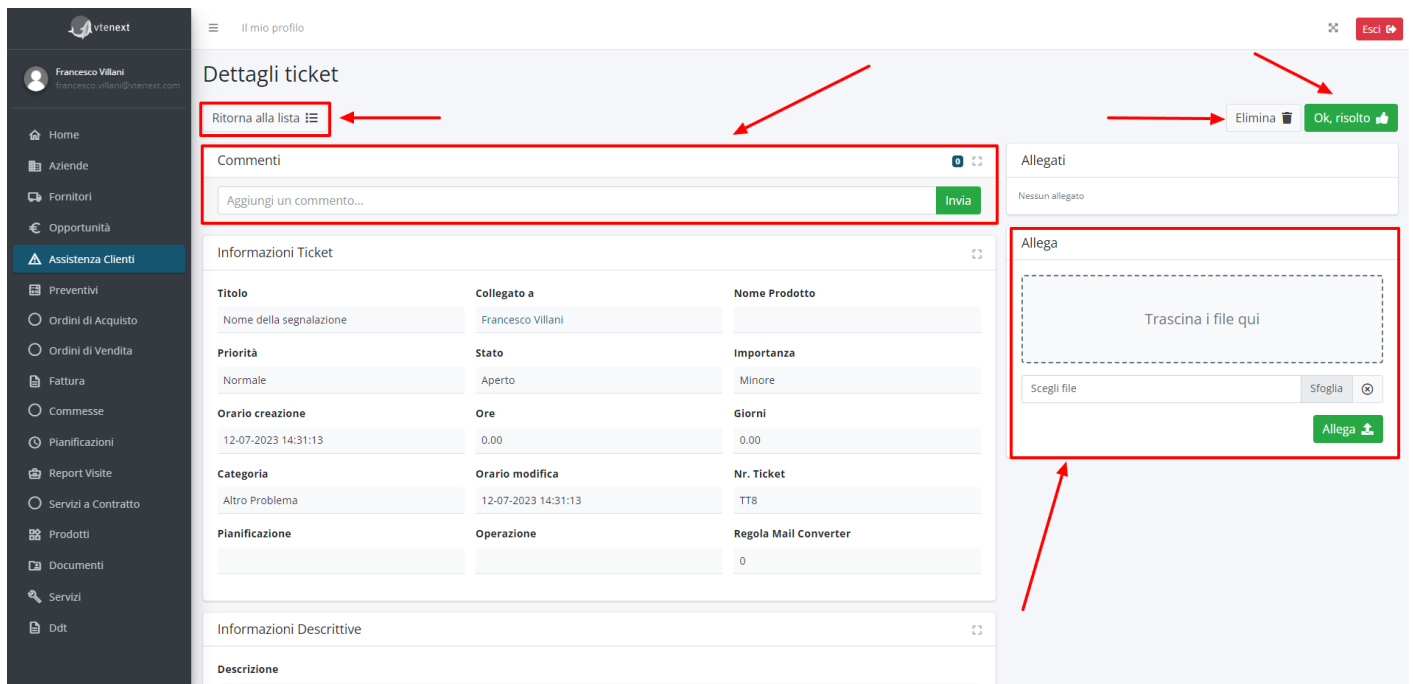 vtenext
Il mio profilo
Esci
Francesco Villani
francesco.villani@vtenext.com
Home
Aziende
Fornitori
Opportunità
Assistenza Clienti
Preventivi
Ordini di Acquisto
Ordini di Vendita
Fattura
Commesse
Pianificazioni
Report Visite
Servizi a Contratto
Prodotti
Documenti
Servizi
Ddt
Dettagli ticket
Ritorna alla lista
Elimina
Ok, risolto
Commenti
0
Aggiungi un commento...
Invia
Informazioni Ticket
Titolo Collegato a Nome Prodotto
Nome della segnalazione Francesco Villani
Priorità Stato Importanza
Normale Aperto Minore
Orario creazione Ore Giorni
12-07-2023 14:31:13 0.00 0.00
Categoria Orario modifica Nr. Ticket
Altro Problema 12-07-2023 14:31:13 TT8
Pianificazione Operazione Regola Mail Converter
0
Informazioni Descrittive
Descrizione
Allegati
Nessun allegato
Allega
Trascina i file qui
Scegli file Sfoglia
Allega